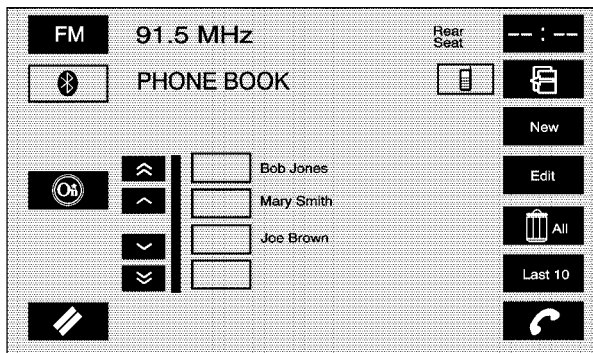 FM 91.5 MHz Rear Seat --:--
PHONE BOOK
New
Bob Jones
Edit
On
Mary Smith
Joe Brown
All
Last 10